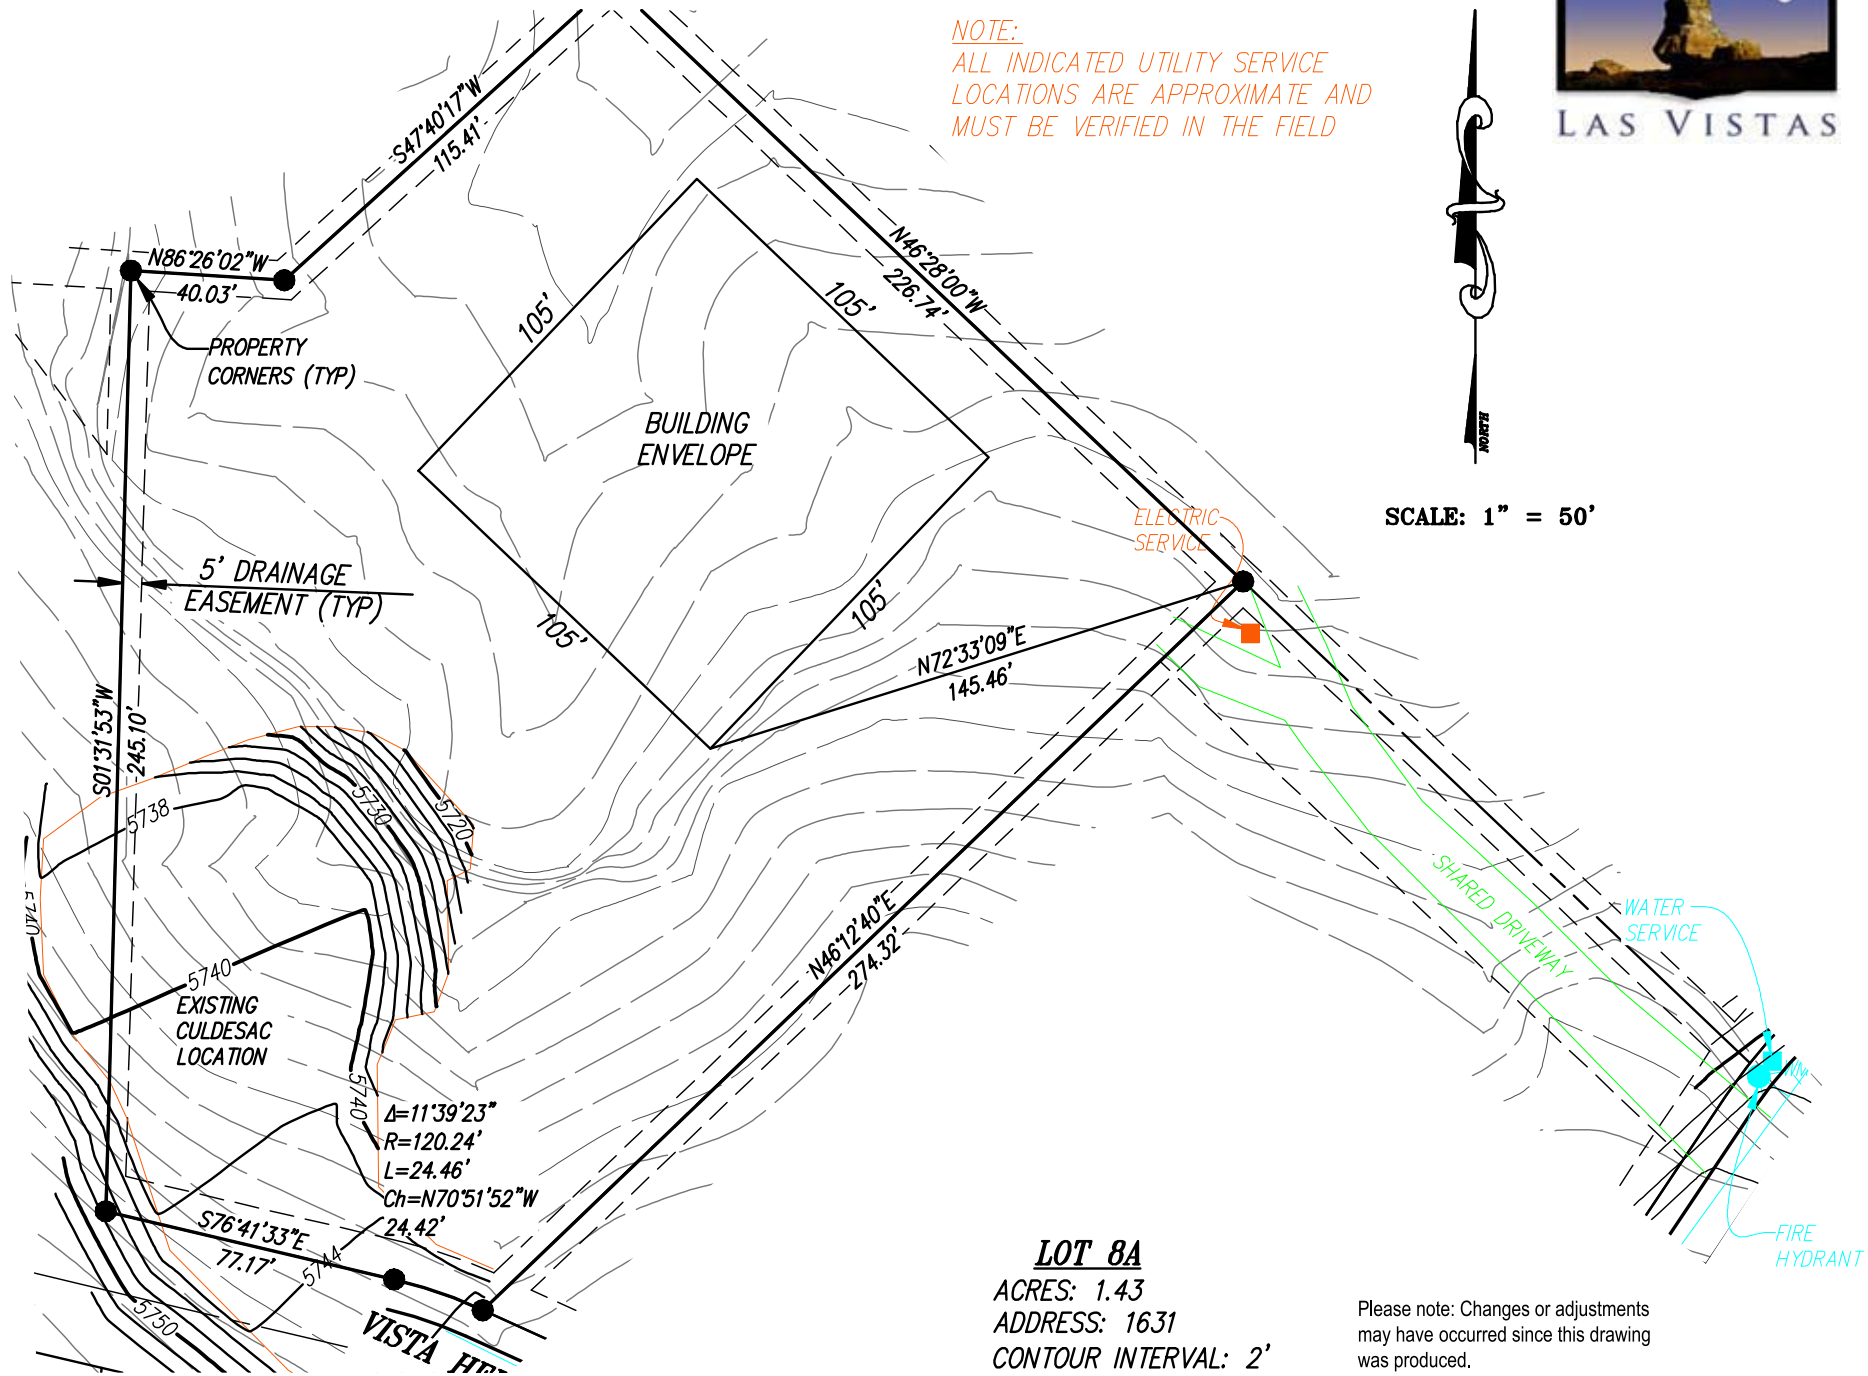 NOTE:
ALL INDICATED UTILITY SERVICE
LOCATIONS ARE APPROXIMATE AND
MUST BE VERIFIED IN THE FIELD
LAS VISTAS
NORTH
SCALE: 1" = 50'
S47°40'17"W
115.41'
N86°26'02"W
40.03'
PROPERTY
CORNERS (TYP)
N46°28'00"W
226.74'
105'
105'
BUILDING
ENVELOPE
105'
105'
ELECTRIC
SERVICE
5' DRAINAGE
EASEMENT (TYP)
N72°33'09"E
145.46'
S01°31'53"W
245.10'
5738
5730
5720
5740
5740
EXISTING
CULDESAC
LOCATION
5740
N46°12'40"E
274.32'
SHARED DRIVEWAY
WATER
SERVICE
FIRE
HYDRANT
Δ=11°39'23"
R=120.24'
L=24.46'
Ch=N70°51'52"W
24.42'
S76°41'33"E
77.17'
5744
5750
VISTA
LOT 8A
ACRES: 1.43
ADDRESS: 1631
CONTOUR INTERVAL: 2'
Please note: Changes or adjustments
may have occurred since this drawing
was produced.